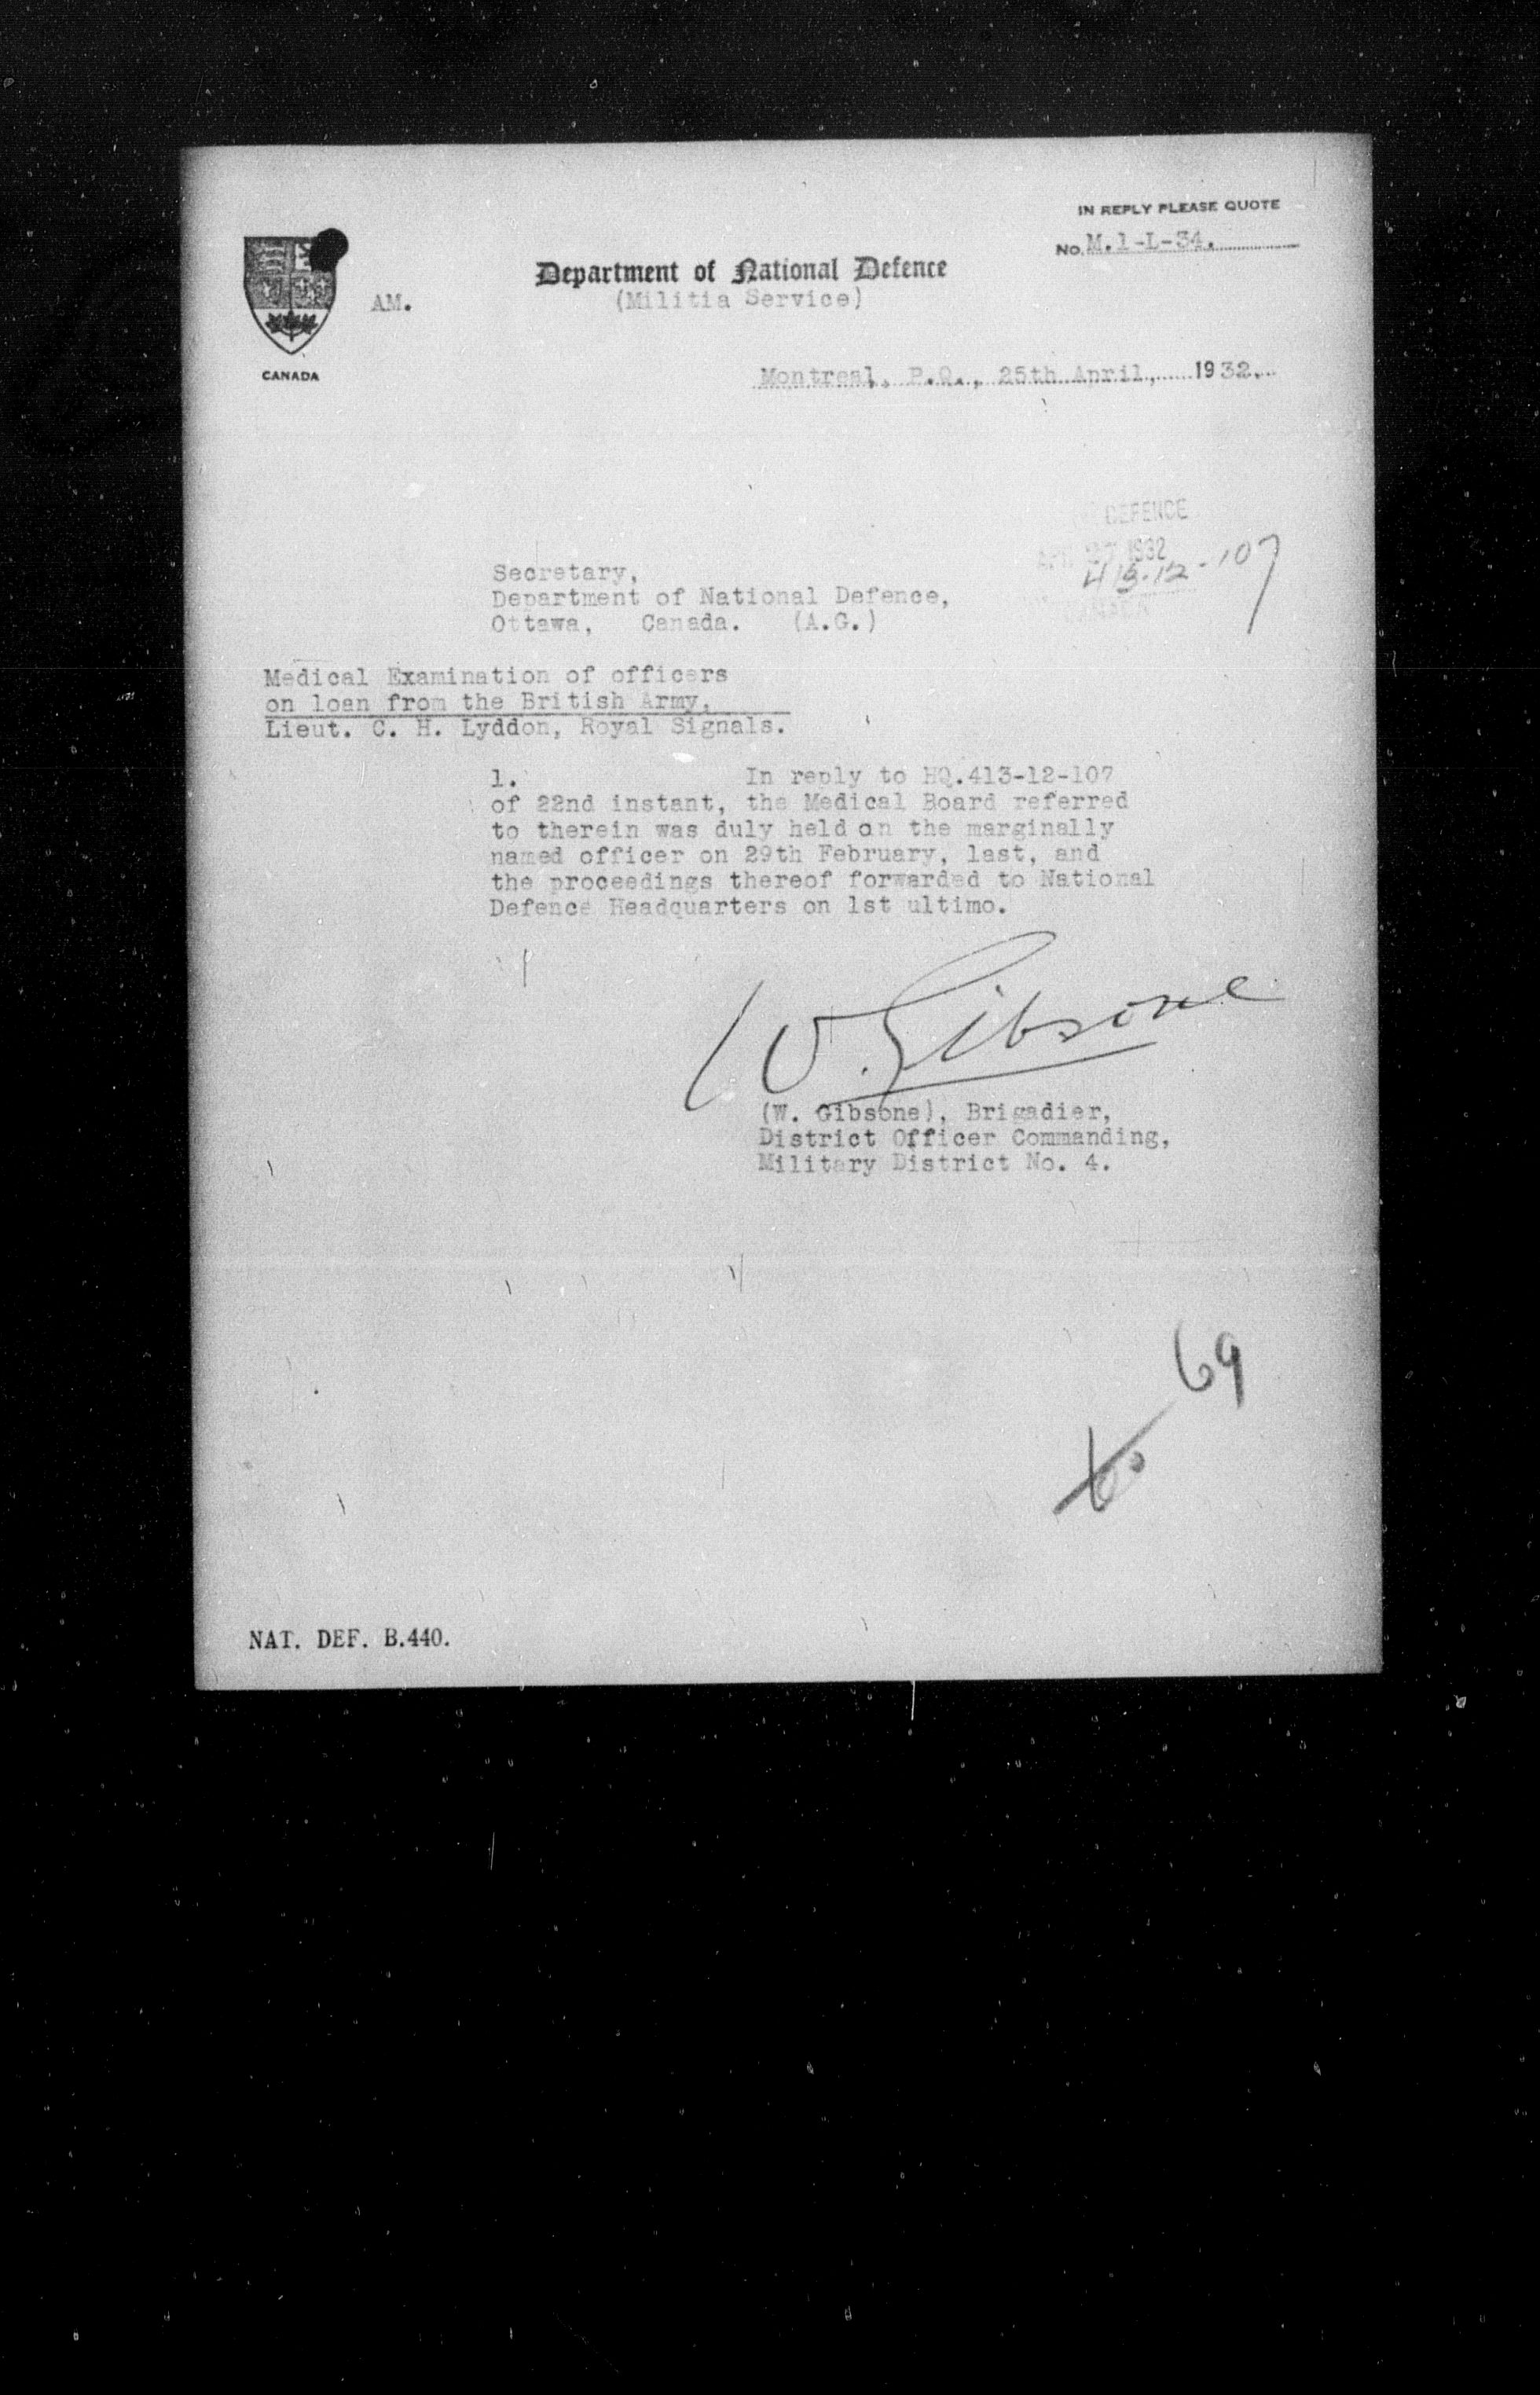 IN REPLY PLEASE QUOTE
No. M.1-L-34.
Department of National Defence
AM. (Militia Service)
CANADA
Montreal, P.Q., 25th April, 1932.
DEFENCE
APR 27 1932
413-12-107
Secretary,
Department of National Defence,
Ottawa, Canada. (A.G.)
Medical Examination of officers
on loan from the British Army,
Lieut. C. H. Lyddon, Royal Signals.
1. In reply to HQ.413-12-107
of 22nd instant, the Medical Board referred
to therein was duly held on the marginally
named officer on 29th February, last, and
the proceedings thereof forwarded to National
Defence Headquarters on 1st ultimo.
W. Gibsone
(W. Gibsone), Brigadier,
District Officer Commanding,
Military District No. 4.
69
NAT. DEF. B.440.